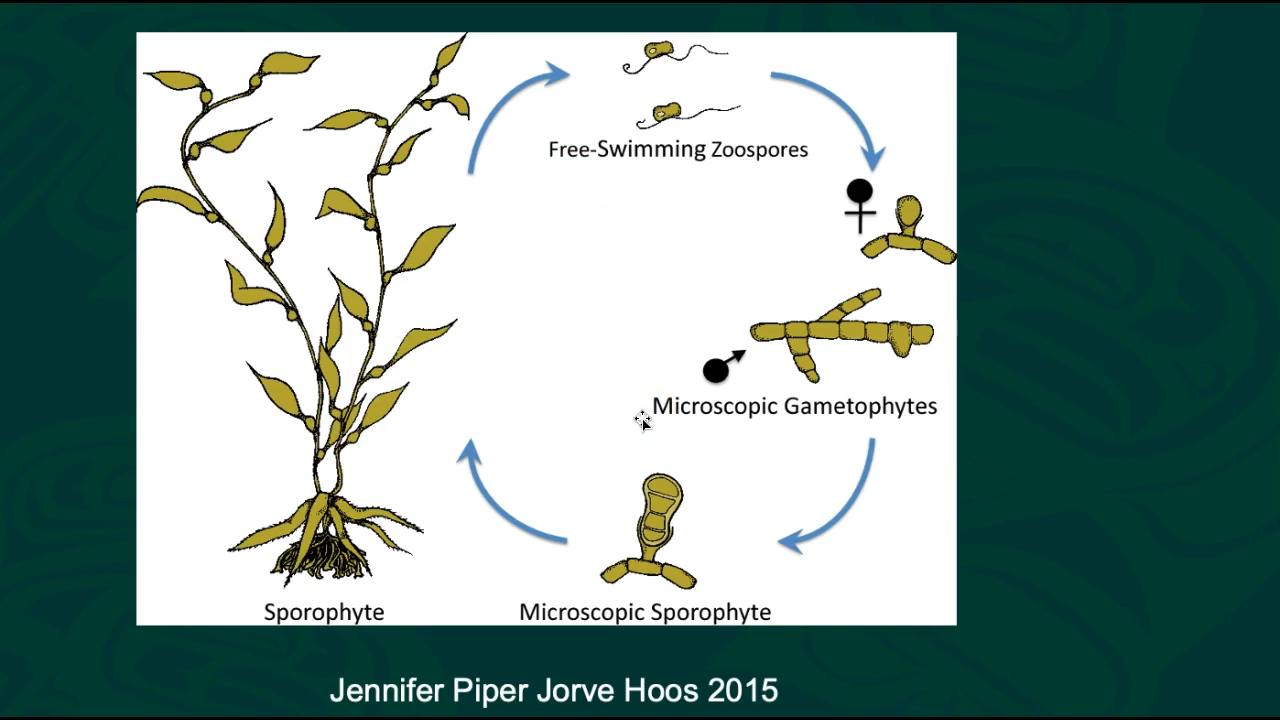 Free-Swimming Zoospores
Microscopic Gametophytes
Sporophyte
Microscopic Sporophyte
Jennifer Piper Jorve Hoos 2015